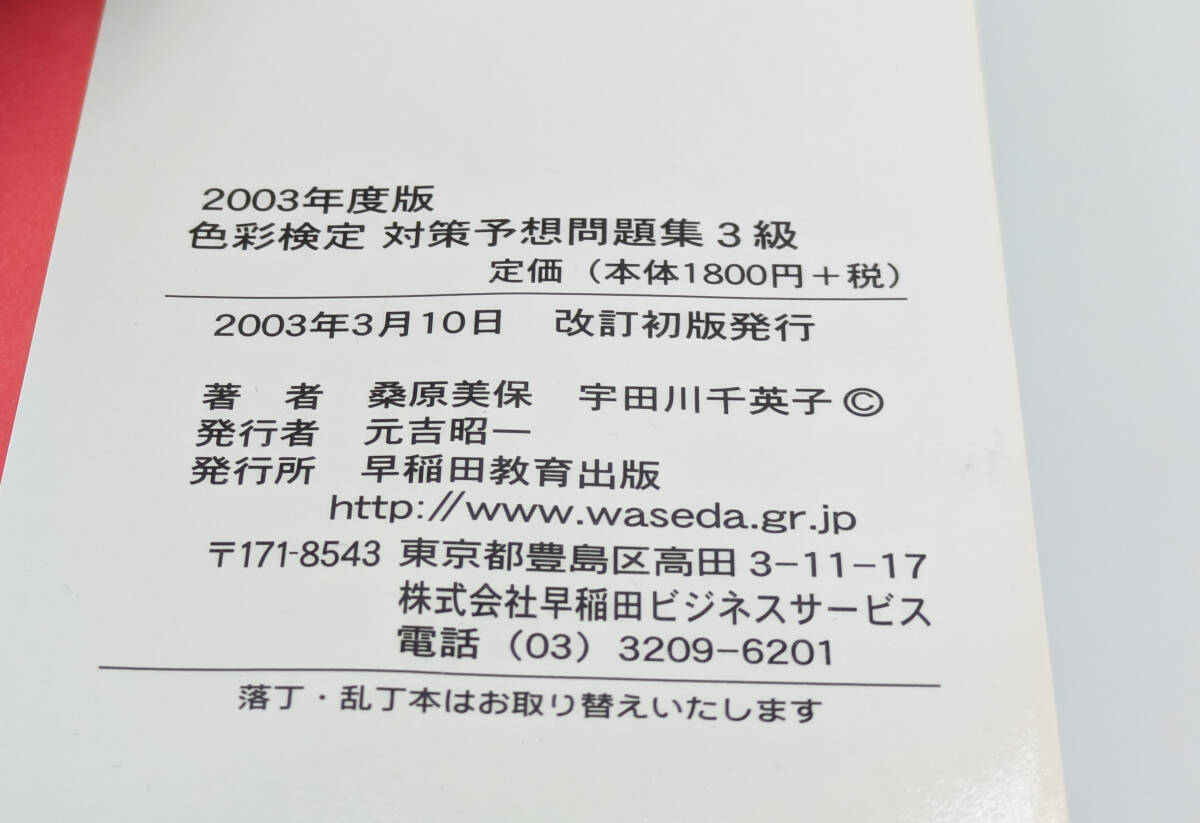 2003年度版
色彩検定 対策予想問題集3級
定価（本体1800円＋税）
2003年3月10日　改訂初版発行
著　者　桑原美保　宇田川千英子©
発行者　元吉昭一
発行所　早稲田教育出版
http://www.waseda.gr.jp
〒171-8543 東京都豊島区高田3-11-17
株式会社早稲田ビジネスサービス
電話（03）3209-6201
落丁・乱丁本はお取り替えいたします